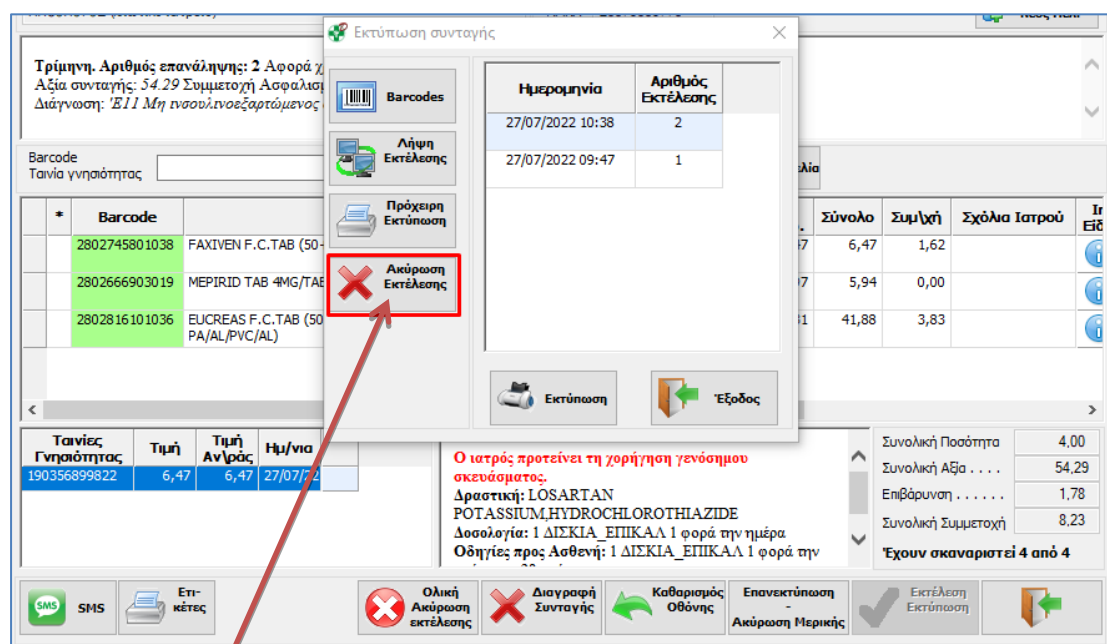 Εκτύπωση συνταγής
Τρίμηνη. Αριθμός επανάληψης: 2 Αφορά
Αξία συνταγής: 54.29 Συμμετοχή
Διάγνωση: 'E11 Μη ινσουλινοεξαρτώμενος
Barcodes
Λήψη
Εκτέλεσης
Πρόχειρη
Εκτύπωση
Ακύρωση
Εκτέλεσης
Ημερομηνία Αριθμός
Εκτέλεσης
27/07/2022 10:38 2
27/07/2022 09:47 1
Εκτύπωση
Έξοδος
Barcode
Ταινία γνησιότητας
* Barcode Σύνολο Συμ\χή Σχόλια Ιατρού
2802745801038 FAXIVEN F.C.TAB (50- 6,47 1,62
2802666903019 MEPIRID TAB 4MG/TAB 5,94 0,00
2802816101036 EUCREAS F.C.TAB (50 41,88 3,83
PA/AL/PVC/AL)
Ταινίες
Γνησιότητας Τιμή Τιμή
Αν\ράς Ημ/νια
190356899822 6,47 6,47 27/07/22
Ο ιατρός προτείνει τη χορήγηση γενόσημου
σκευάσματος.
Δραστική: LOSARTAN
POTASSIUM,HYDROCHLOROTHIAZIDE
Δοσολογία: 1 ΔΙΣΚΙΑ_ΕΠΙΚΑΛ 1 φορά την ημέρα
Οδηγίες προς Ασθενή: 1 ΔΙΣΚΙΑ_ΕΠΙΚΑΛ 1 φορά την
Συνολική Ποσότητα 4,00
Συνολική Αξία . . . . 54,29
Επιβάρυνση . . . . . . 1,78
Συνολική Συμμετοχή 8,23
Έχουν σκαναριστεί 4 από 4
SMS SMS
Ετι-
κέτες
Ολική
Ακύρωση
εκτέλεσης
Διαγραφή
Συνταγής
Καθαρισμός
Οθόνης
Επανεκτύπωση
-
Ακύρωση Μερικής
Εκτέλεση
Εκτύπωση